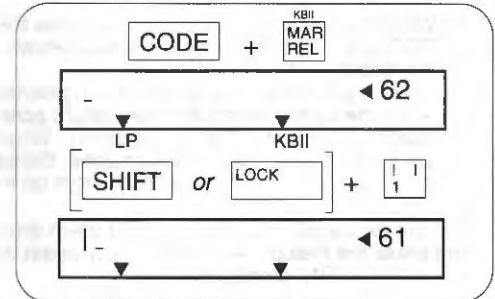 KBII
CODE + MAR REL
_ ◄ 62
LP KBII
[SHIFT or LOCK] + | | 1
|_ ◄ 61